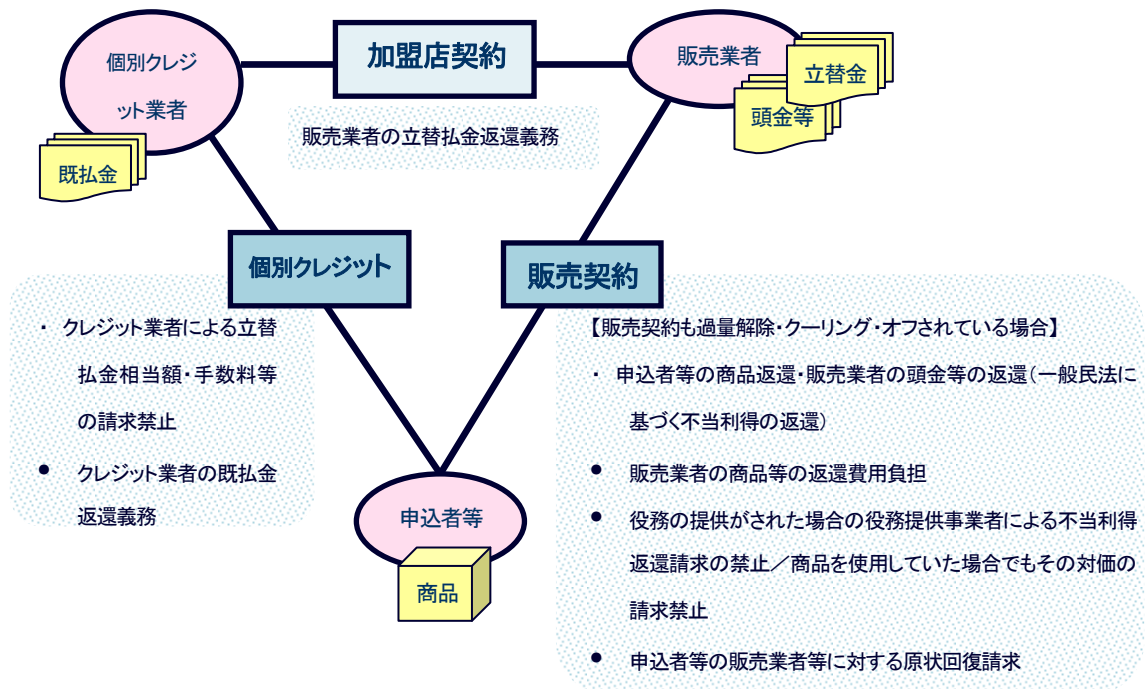 個別クレジ
ット業者
既払金
加盟店契約
販売業者の立替払金返還義務
販売業者
立替金
頭金等
個別クレジット
販売契約
・ クレジット業者による立替
払金相当額・手数料等
の請求禁止
● クレジット業者の既払金
返還義務
申込者等
商品
【販売契約も過量解除・クーリング・オフされている場合】
・ 申込者等の商品返還・販売業者の頭金等の返還(一般民法に
基づく不当利得の返還)
● 販売業者の商品等の返還費用負担
● 役務の提供がされた場合の役務提供事業者による不当利得
返還請求の禁止／商品を使用していた場合でもその対価の
請求禁止
● 申込者等の販売業者等に対する原状回復請求